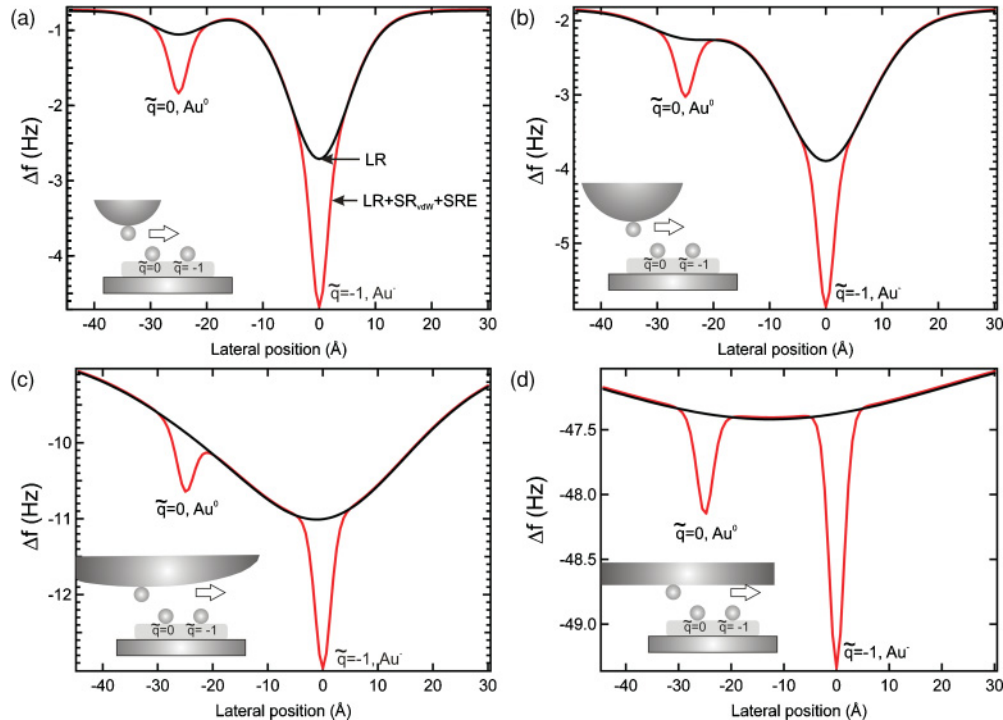 (a)
-1
-2
-3
-4
Δf (Hz)
q̃=0, Au⁰
LR
LR+SRvdW+SRE
q̃=-1, Au⁻
q̃=0 q̃= -1
-40 -30 -20 -10 0 10 20 30
Lateral position (Å)
(b)
-2
-3
-4
-5
Δf (Hz)
q̃=0, Au⁰
q̃=-1, Au⁻
q̃=0 q̃= -1
-40 -30 -20 -10 0 10 20 30
Lateral position (Å)
(c)
-10
-11
-12
Δf (Hz)
q̃=0, Au⁰
q̃=0 q̃= -1
q̃=-1, Au⁻
-40 -30 -20 -10 0 10 20 30
Lateral position (Å)
(d)
-47.5
-48.0
-48.5
-49.0
Δf (Hz)
q̃=0, Au⁰
q̃=0 q̃= -1
q̃=-1, Au⁻
-40 -30 -20 -10 0 10 20 30
Lateral position (Å)